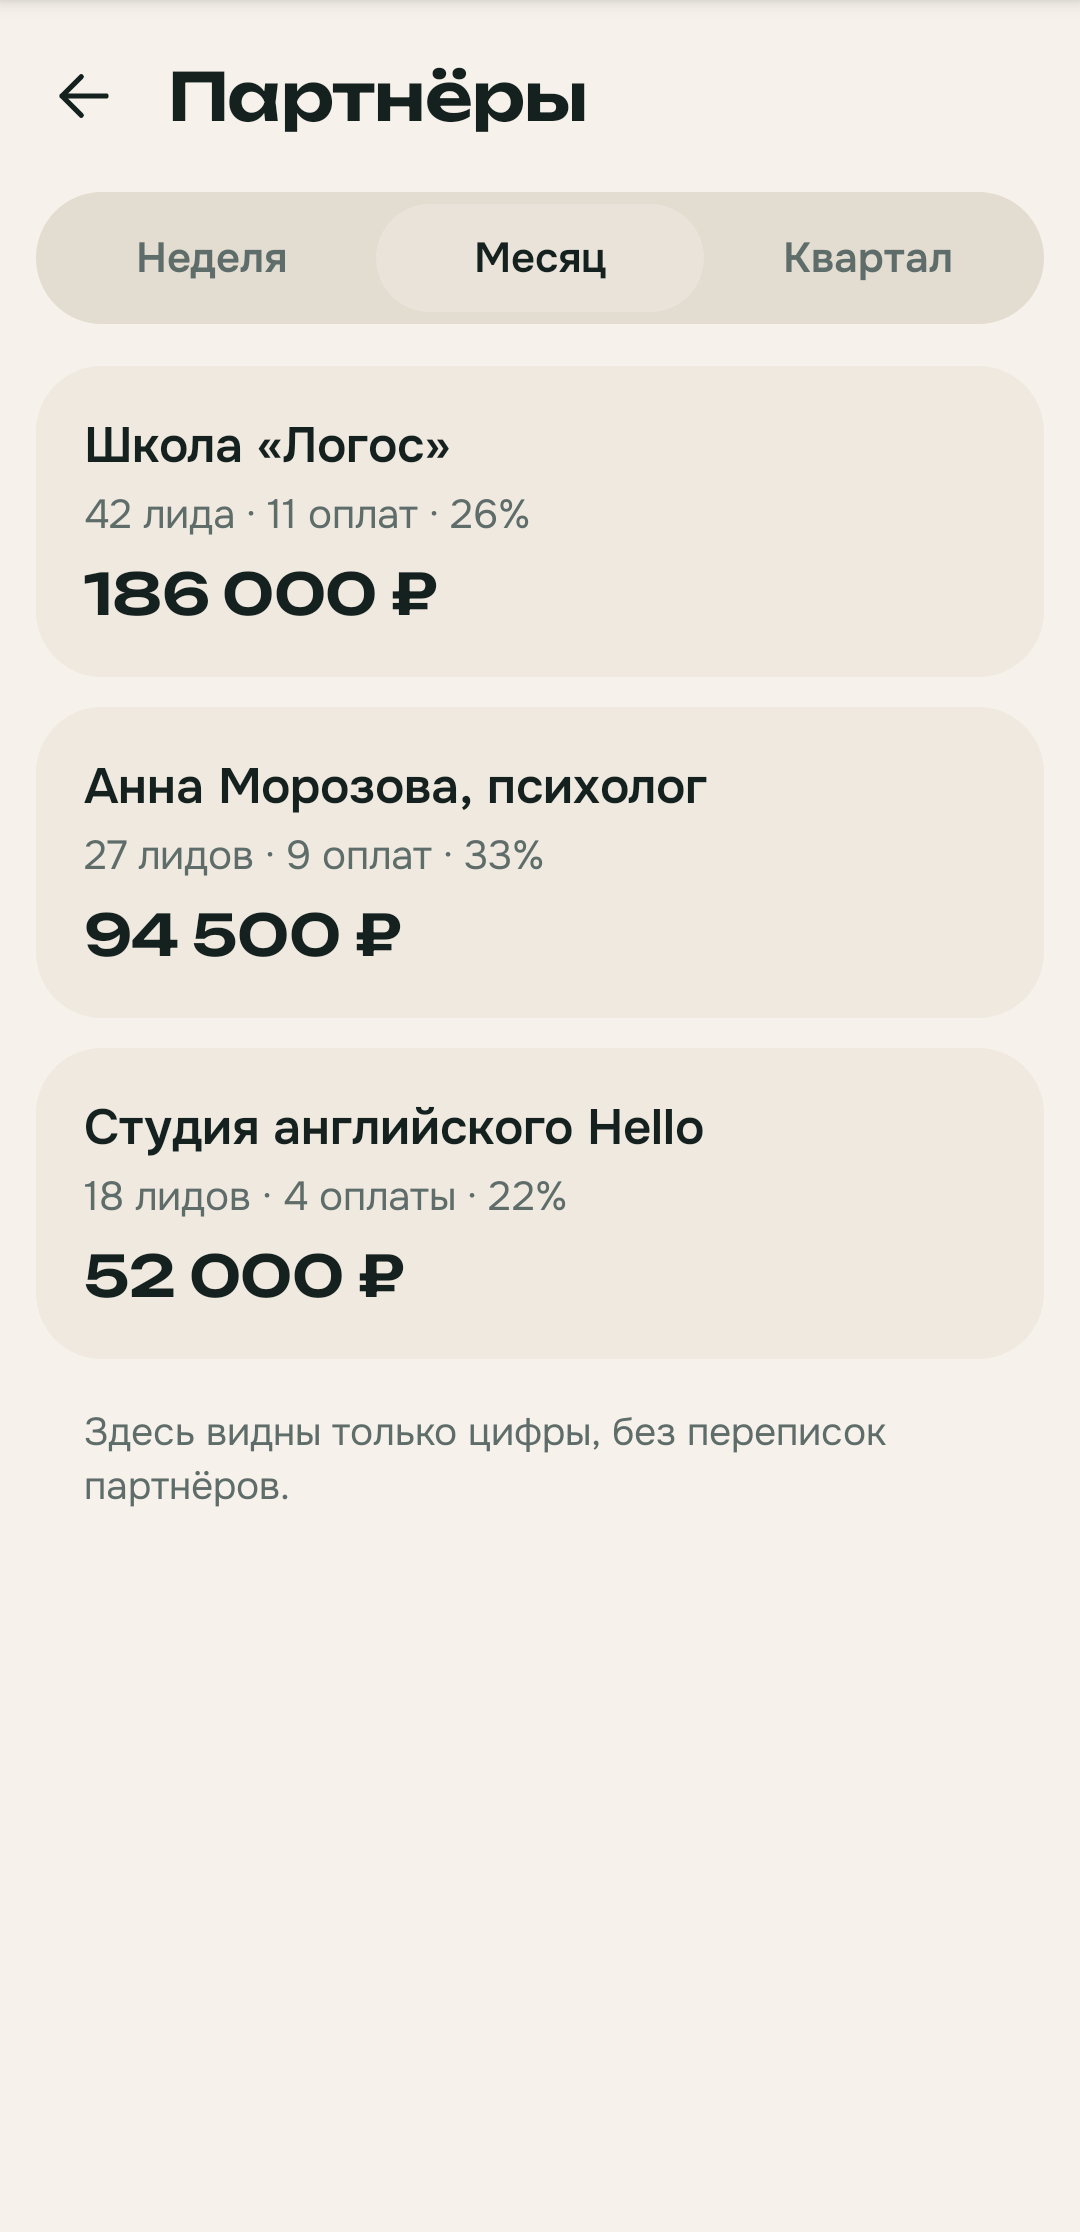 Партнёры
Неделя
Месяц
Квартал
Школа «Логос»
42 лида · 11 оплат · 26%
186 000 ₽
Анна Морозова, психолог
27 лидов · 9 оплат · 33%
94 500 ₽
Студия английского Hello
18 лидов · 4 оплаты · 22%
52 000 ₽
Здесь видны только цифры, без переписок
партнёров.